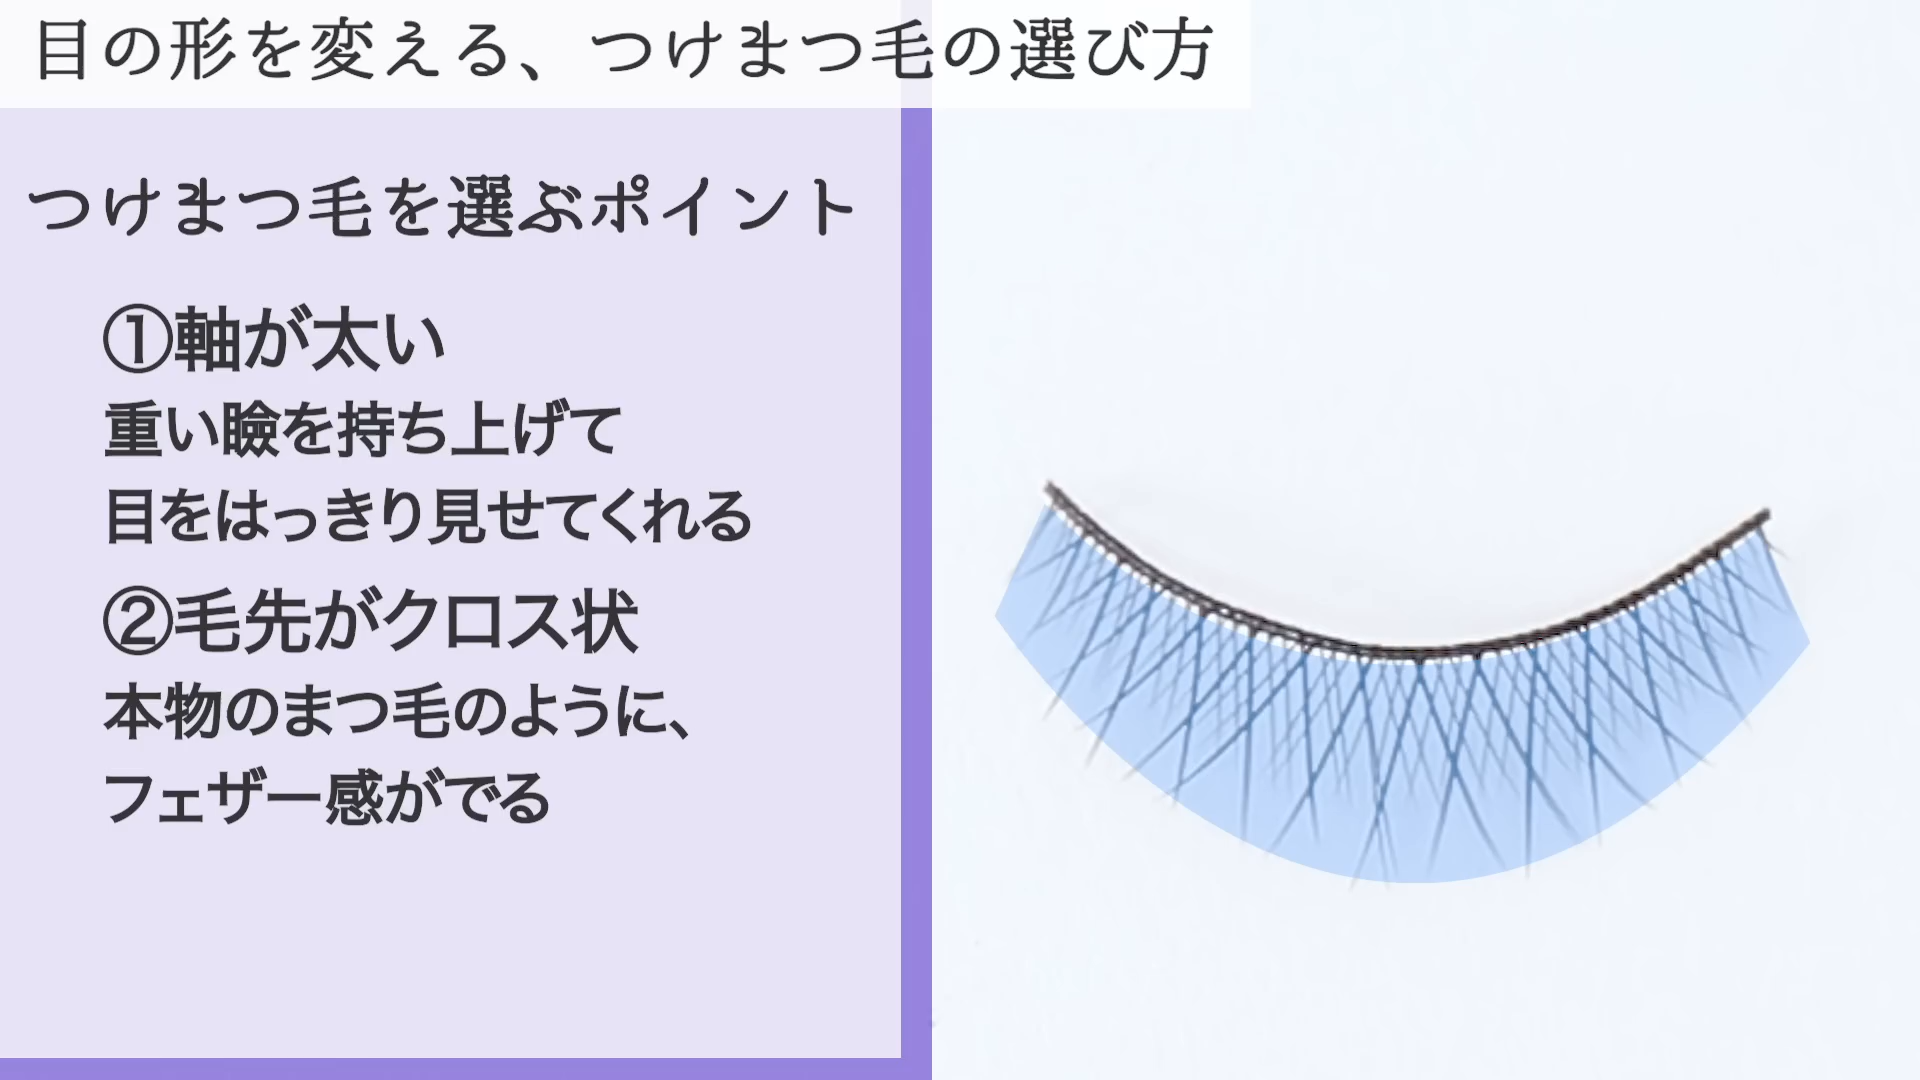 目の形を変える、つけまつ毛の選び方
つけまつ毛を選ぶポイント
①軸が太い
重い瞼を持ち上げて
目をはっきり見せてくれる
②毛先がクロス状
本物のまつ毛のように、
フェザー感がでる